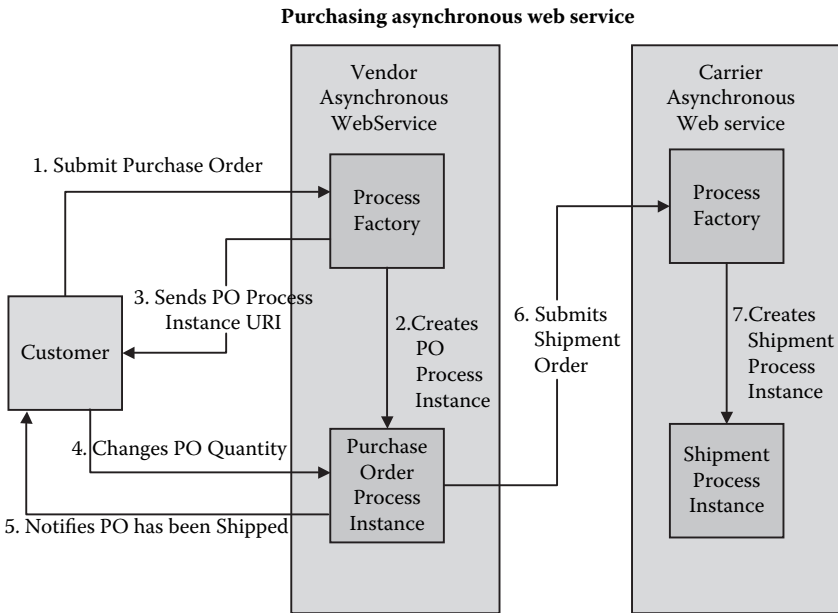 Purchasing asynchronous web service
Vendor
Asynchronous
WebService
Carrier
Asynchronous
Web service
1. Submit Purchase Order
Process
Factory
Process
Factory
3. Sends PO Process
Instance URI
Customer
2.Creates
PO
Process
Instance
6. Submits
Shipment
Order
7.Creates
Shipment
Process
Instance
4. Changes PO Quantity
Purchase
Order
Process
Instance
Shipment
Process
Instance
5. Notifies PO has been Shipped